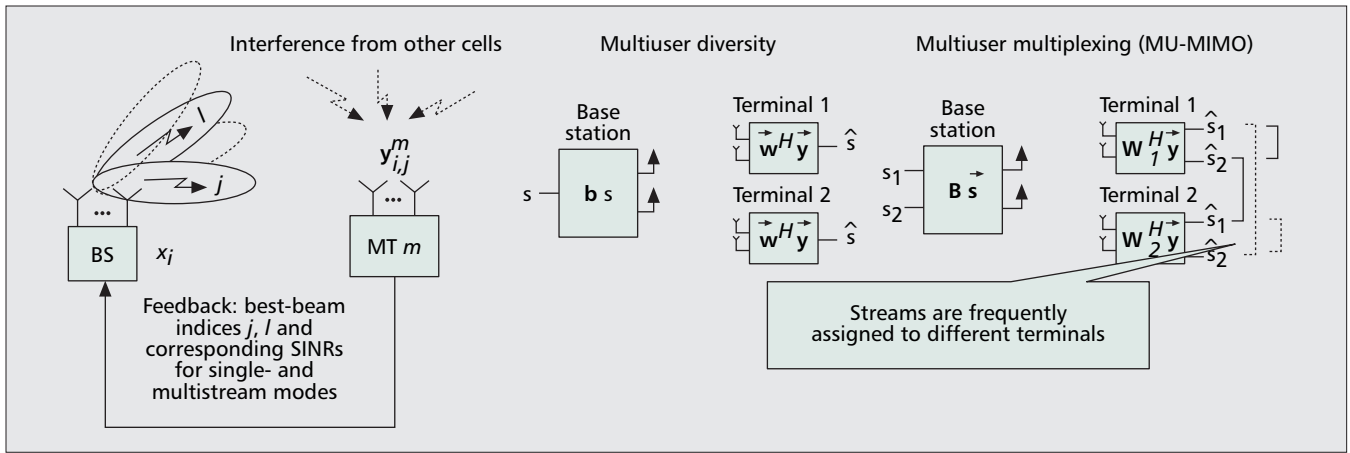 Interference from other cells
l
j
...
BS
x_i
y^m_{i,j}
...
MT m
Feedback: best-beam
indices j, l and
corresponding SINRs
for single- and
multistream modes
Multiuser diversity
Base
station
s
b s
Terminal 1
w⃗^H y⃗
ŝ
Terminal 2
w⃗^H y⃗
ŝ
Multiuser multiplexing (MU-MIMO)
Base
station
s_1
s_2
B s⃗
Terminal 1
W^H_1 y⃗
ŝ_1
ŝ_2
Terminal 2
W^H_2 y⃗
ŝ_1
ŝ_2
Streams are frequently
assigned to different terminals